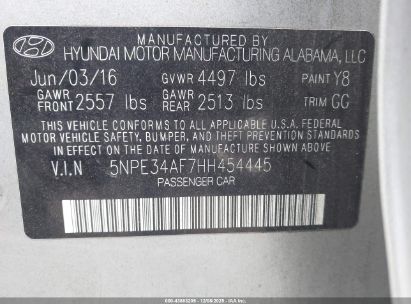 MANUFACTURED BY
HYUNDAI MOTOR MANUFACTURING ALABAMA, LLC
Jun/03/16 GVWR 4497 lbs PAINT Y8
GAWR FRONT 2557 lbs GAWR REAR 2513 lbs TRIM GG
THIS VEHICLE CONFORMS TO ALL APPLICABLE U.S.A. FEDERAL
MOTOR VEHICLE SAFETY, BUMPER, AND THEFT PREVENTION STANDARDS
IN EFFECT ON THE DATE OF MANUFACTURE SHOWN ABOVE.
V.I.N 5NPE34AF7HH454445
PASSENGER CAR